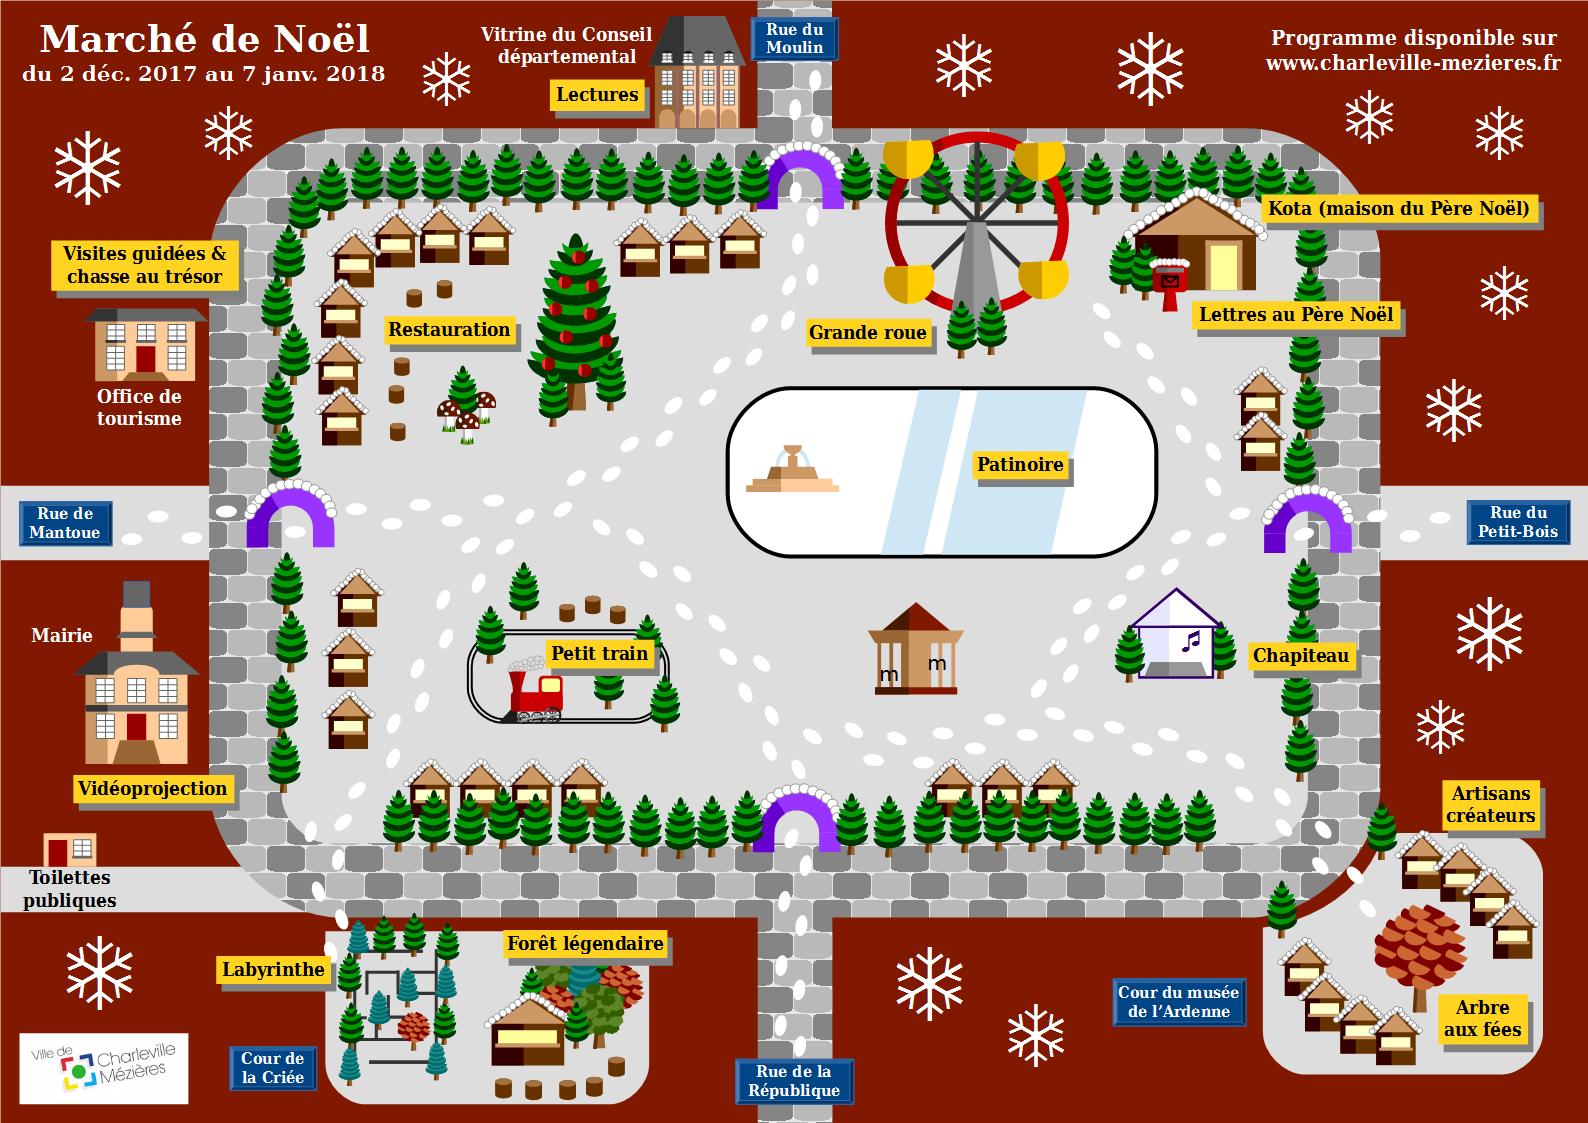 Marché de Noël
du 2 déc. 2017 au 7 janv. 2018
Vitrine du Conseil
départemental
Lectures
Rue du
Moulin
Programme disponible sur
www.charleville-mezieres.fr
Kota (maison du Père Noël)
Visites guidées &
chasse au trésor
Lettres au Père Noël
Restauration
Grande roue
Office de
tourisme
Patinoire
Rue de
Mantoue
Rue du
Petit-Bois
Mairie
Petit train
m
m
Chapiteau
Vidéoprojection
Artisans
créateurs
Toilettes
publiques
Forêt légendaire
Labyrinthe
Cour du musée
de l’Ardenne
Arbre
aux fées
Ville de
Charleville
Mézières
Cour de
la Criée
Rue de la
République